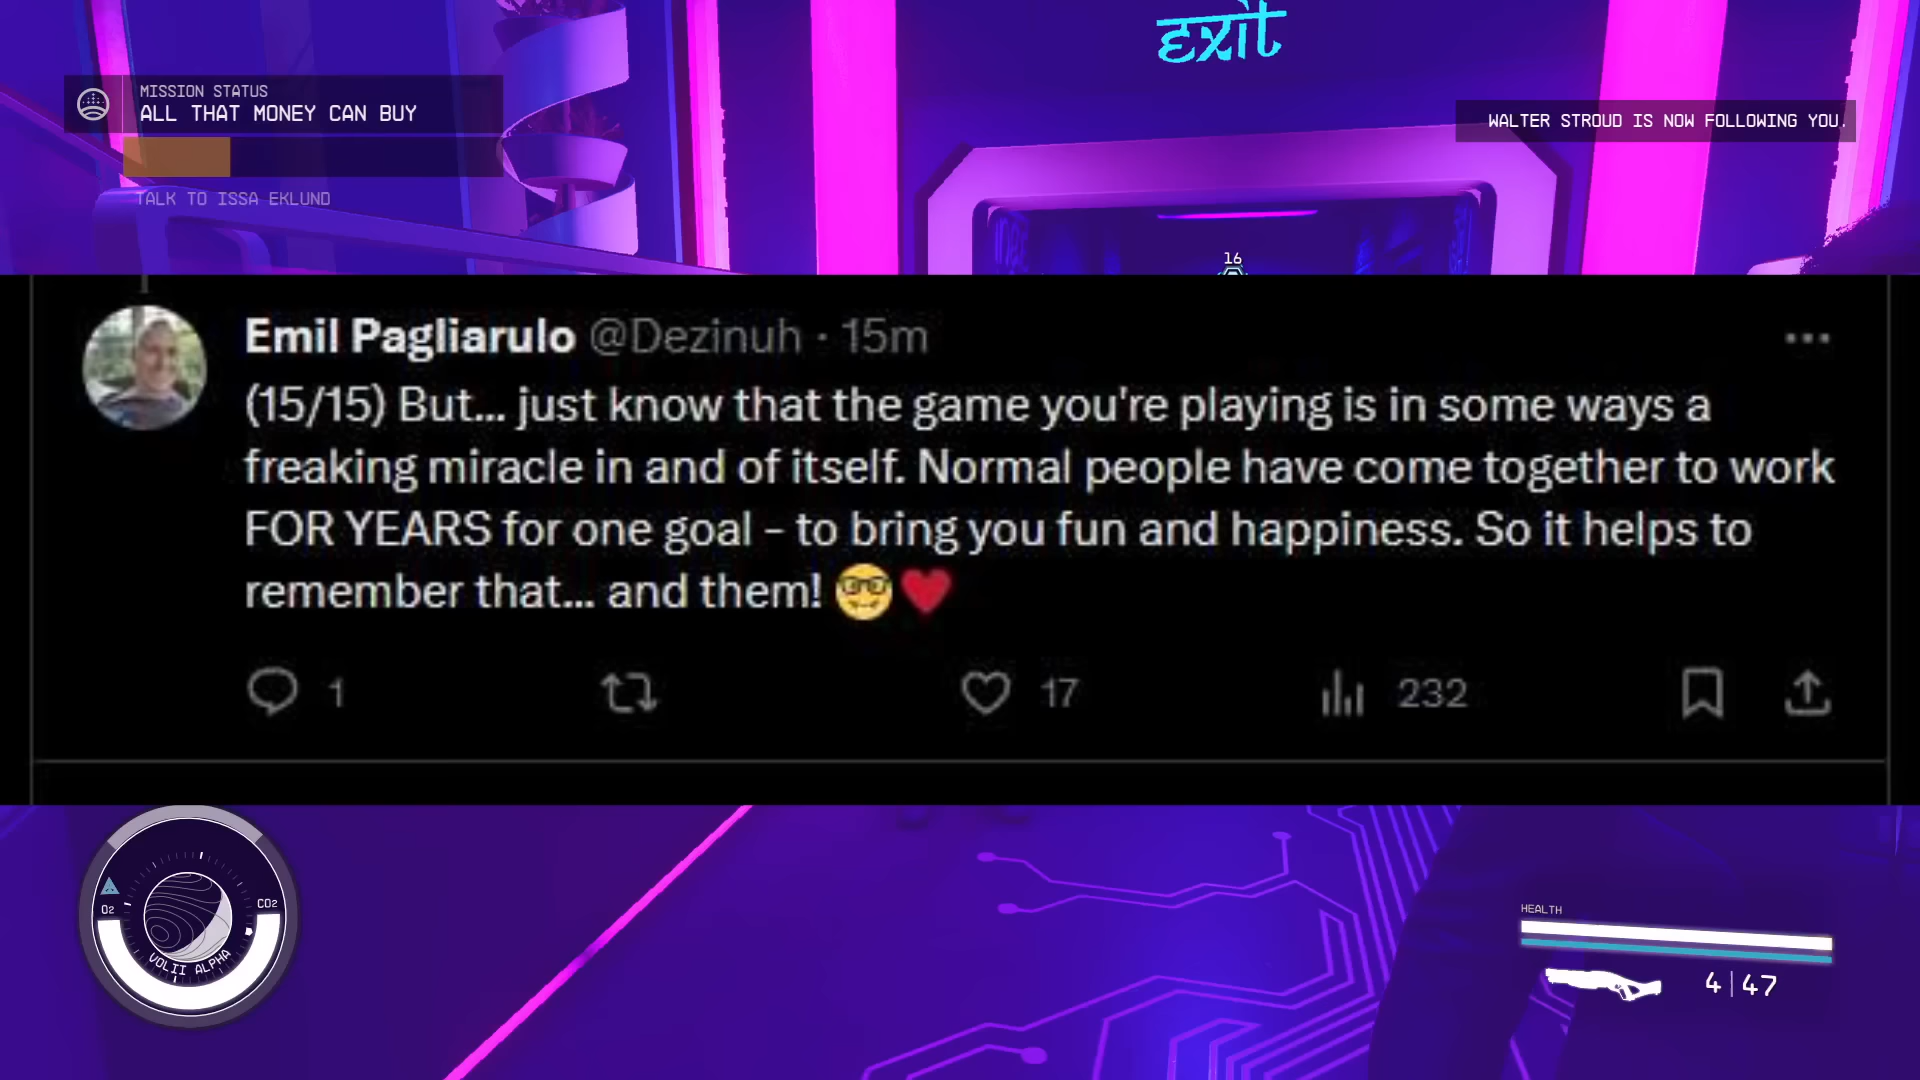 exit
MISSION STATUS
ALL THAT MONEY CAN BUY
WALTER STROUD IS NOW FOLLOWING YOU.
TALK TO ISSA EKLUND
16
Emil Pagliarulo @Dezinuh · 15m
(15/15) But... just know that the game you're playing is in some ways a
freaking miracle in and of itself. Normal people have come together to work
FOR YEARS for one goal – to bring you fun and happiness. So it helps to
remember that... and them! 🤓♥️
1 17 232
O2 CO2
VOLII ALPHA
HEALTH
4|47